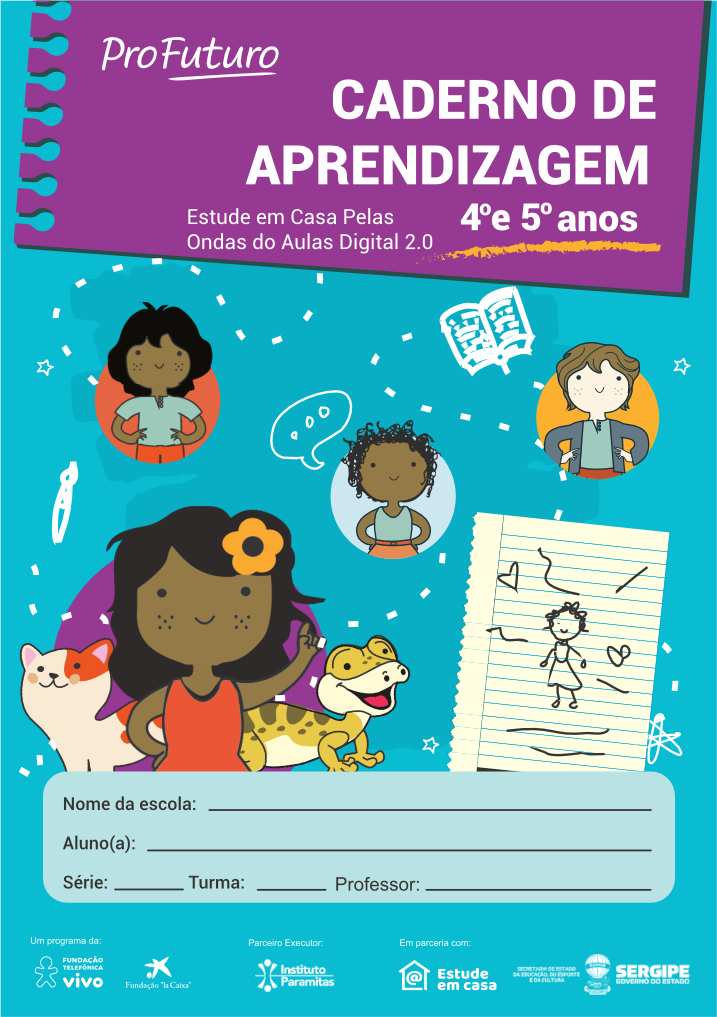 ProFuturo
CADERNO DE
APRENDIZAGEM
Estude em Casa Pelas
Ondas do Aulas Digital 2.0
4º e 5º anos
Nome da escola:
Aluno(a):
Série: Turma: Professor:
Um programa da:
FUNDAÇÃO
TELEFÔNICA
vivo
Fundação "la Caixa"
Parceiro Executor:
Instituto
Paramitas
Em parceria com:
Estude
em casa
SECRETARIA DE ESTADO
DA EDUCAÇÃO, DO ESPORTE
E DA CULTURA
SERGIPE
GOVERNO DO ESTADO